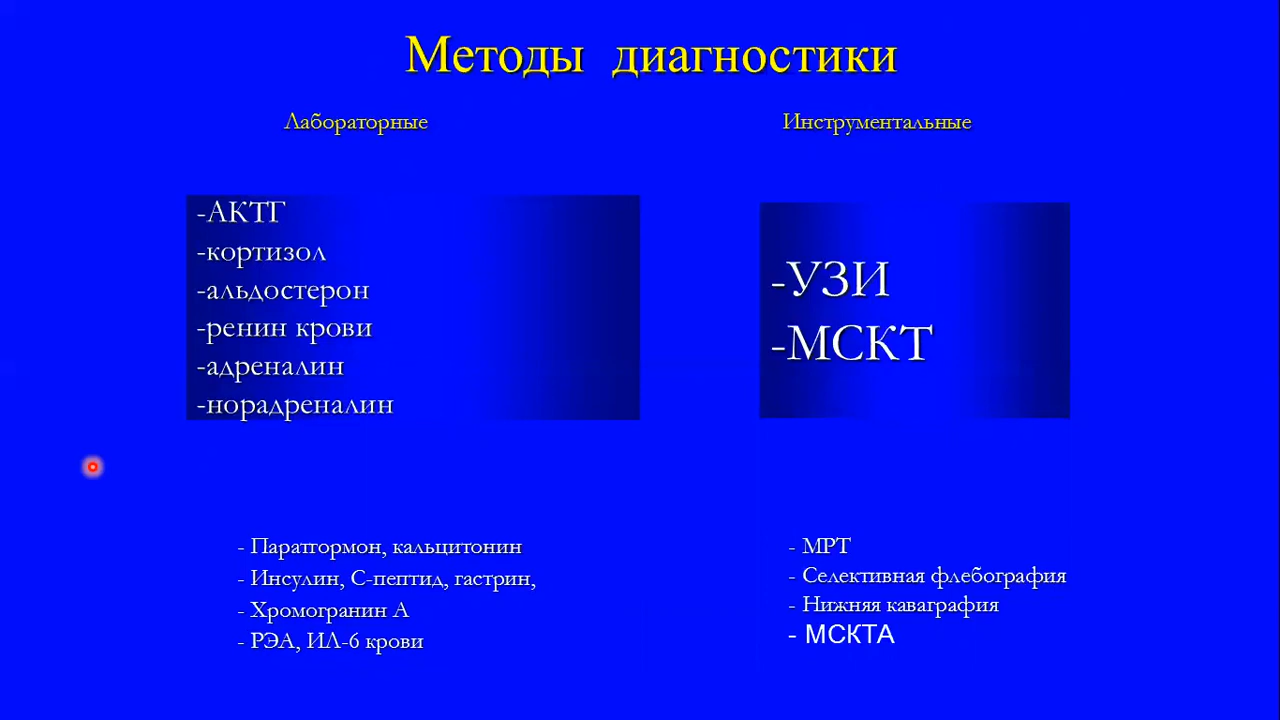 Методы диагностики
Лабораторные
-АКТГ
-кортизол
-альдостерон
-ренин крови
-адреналин
-норадреналин
- Паратгормон, кальцитонин
- Инсулин, С-пептид, гастрин,
- Хромогранин А
- РЭА, ИЛ-6 крови
Инструментальные
-УЗИ
-МСКТ
- МРТ
- Селективная флебография
- Нижняя каваграфия
- МСКТА